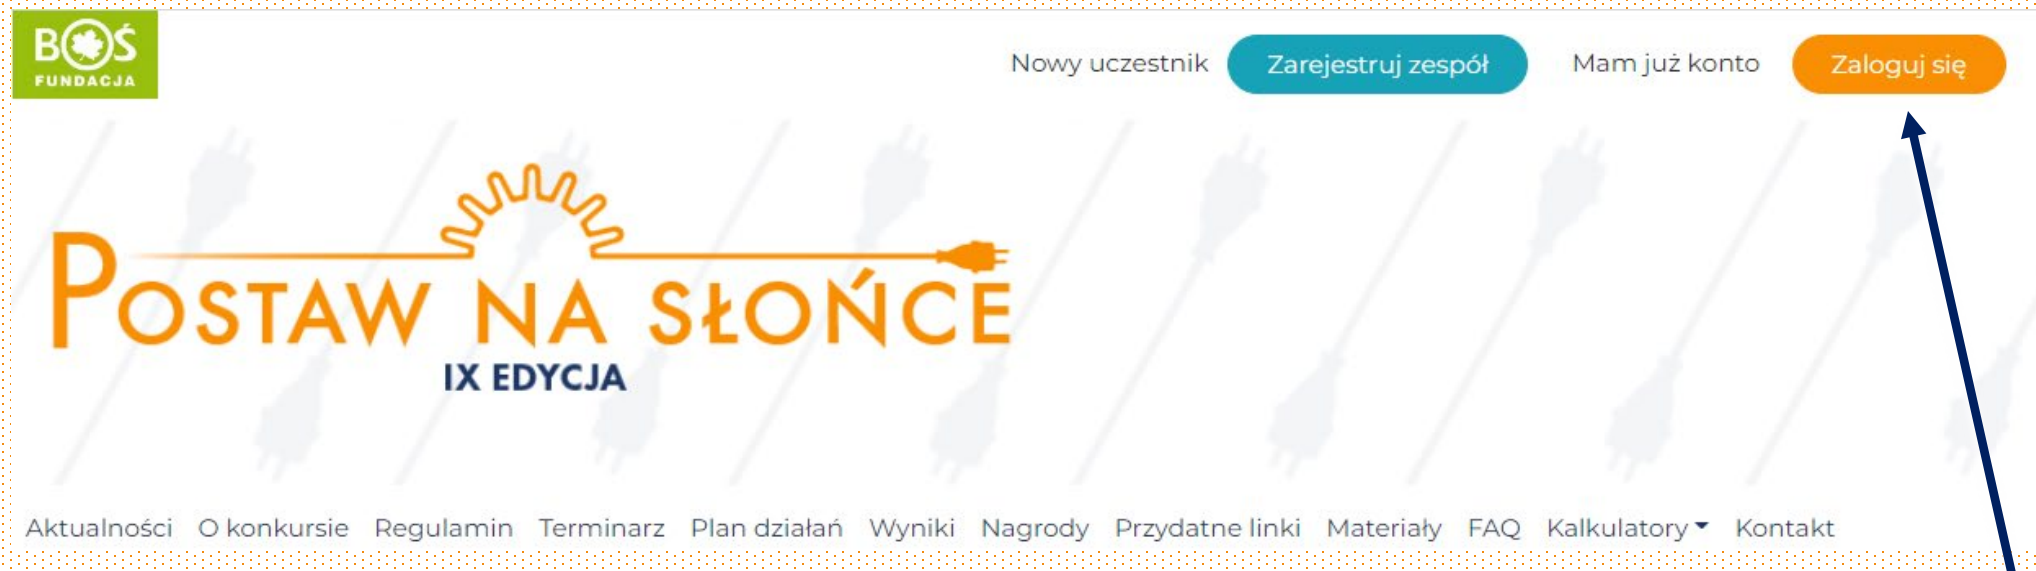 BOŚ
FUNDACJA
Nowy uczestnik Zarejestruj zespół Mam już konto Zaloguj się
POSTAW NA SŁOŃCE
IX EDYCJA
Aktualności O konkursie Regulamin Terminarz Plan działań Wyniki Nagrody Przydatne linki Materiały FAQ Kalkulatory Kontakt